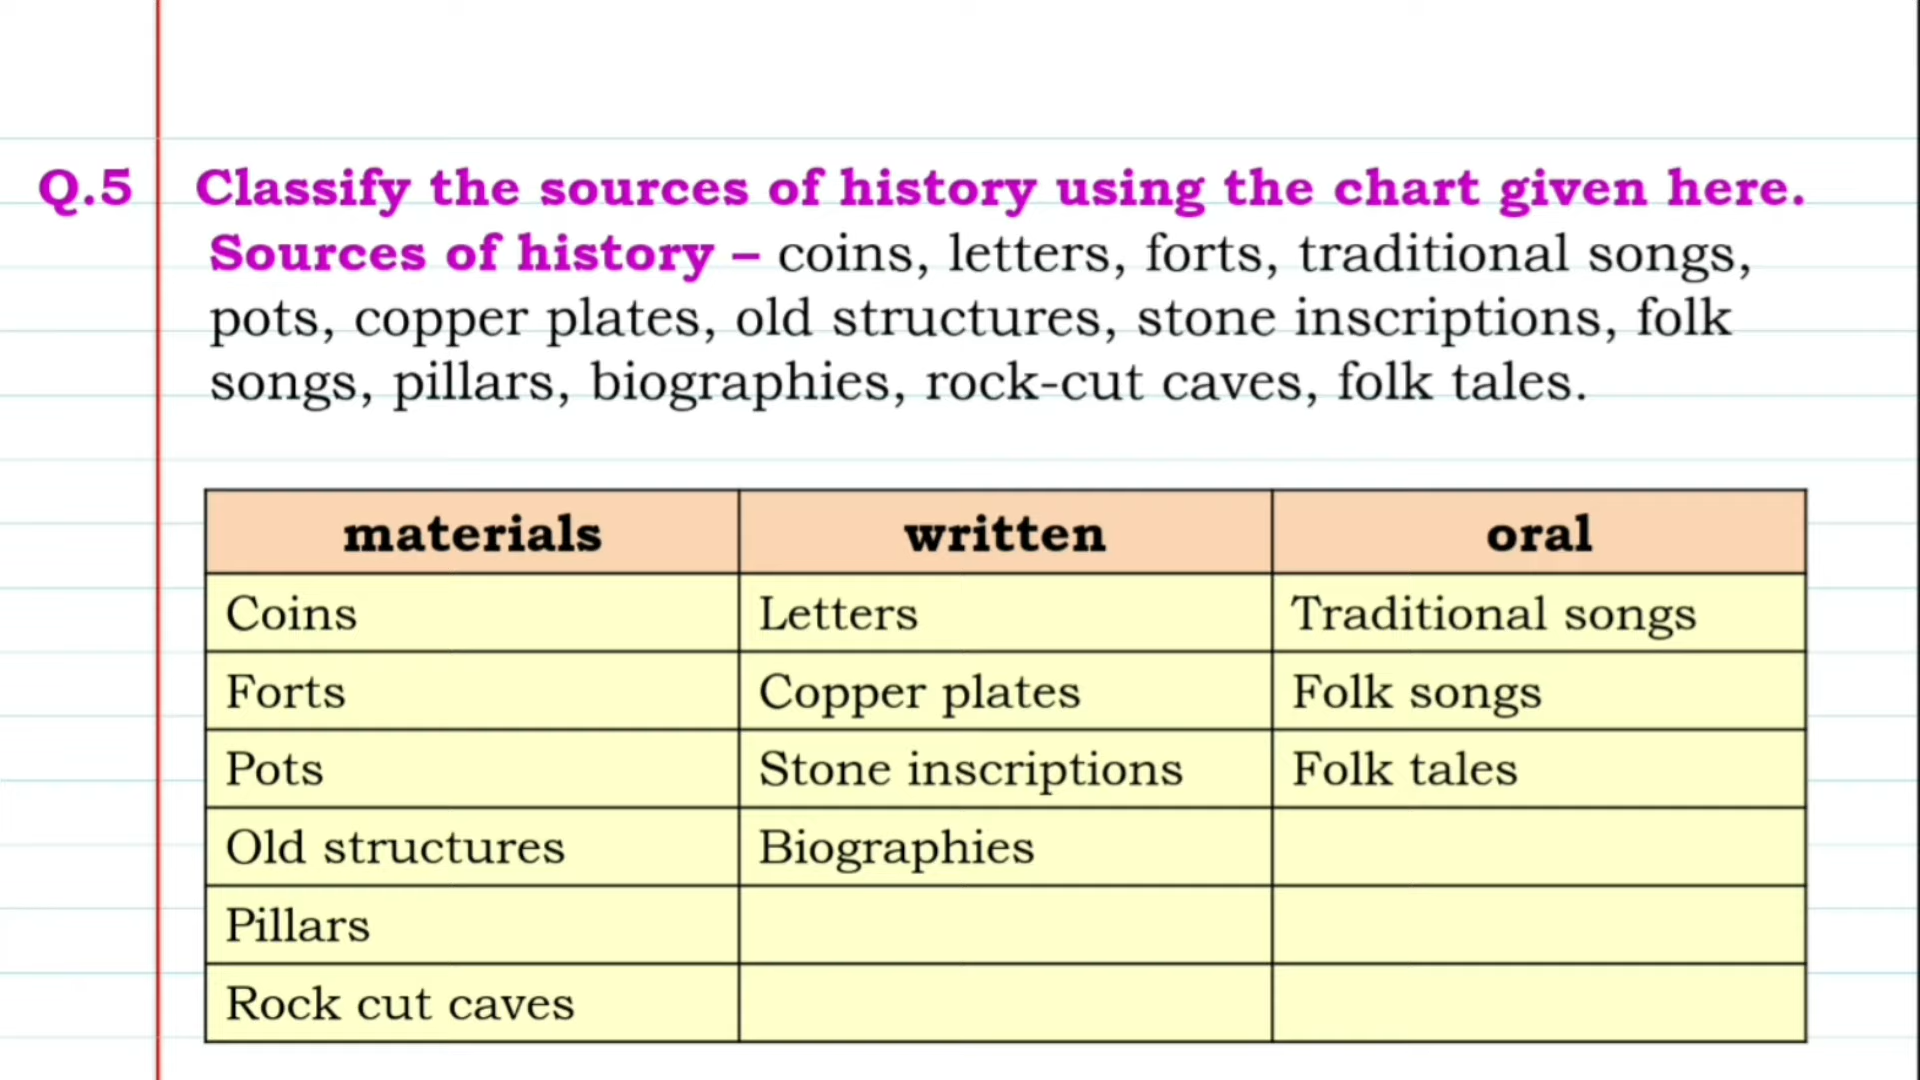 Q.5 Classify the sources of history using the chart given here.
Sources of history – coins, letters, forts, traditional songs,
pots, copper plates, old structures, stone inscriptions, folk
songs, pillars, biographies, rock-cut caves, folk tales.
materials written oral
Coins Letters Traditional songs
Forts Copper plates Folk songs
Pots Stone inscriptions Folk tales
Old structures Biographies
Pillars
Rock cut caves